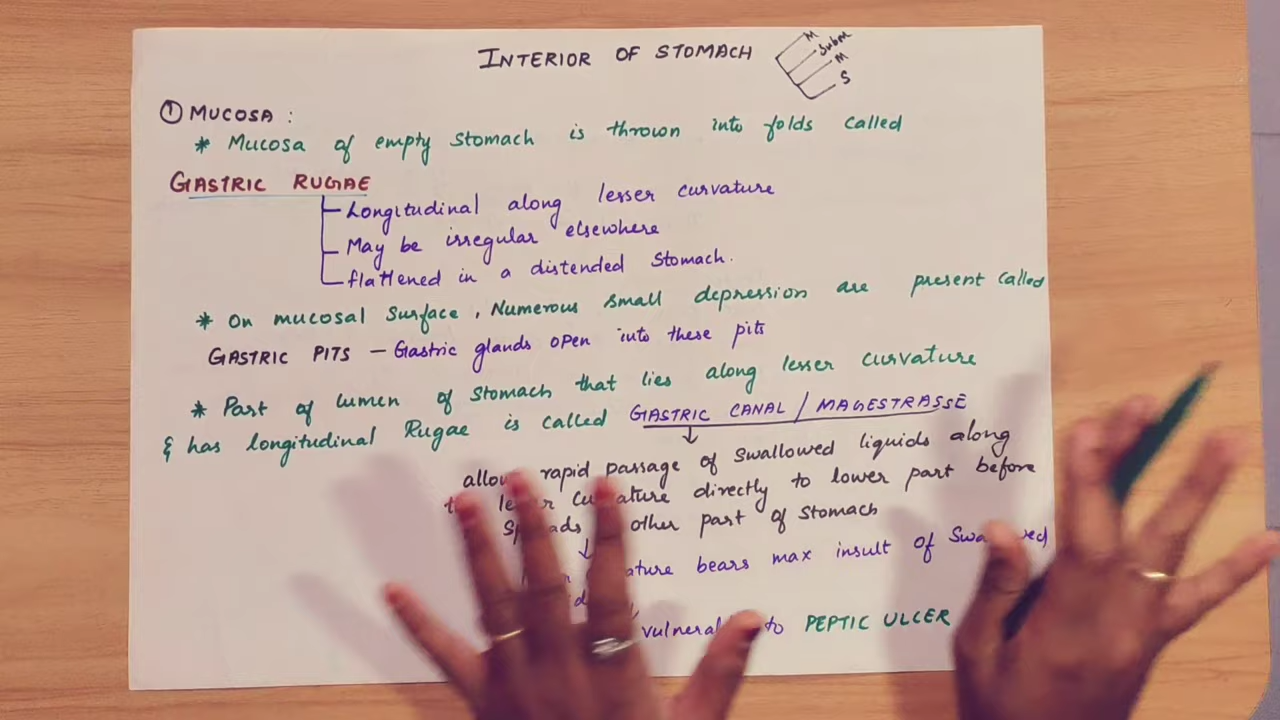 INTERIOR OF STOMACH
M
SubM
M
S
① MUCOSA :
* Mucosa of empty Stomach is thrown into folds called
GASTRIC RUGAE
Longitudinal along lesser curvature
May be irregular elsewhere
flattened in a distended Stomach.
* On mucosal Surface, Numerous small depression are present called
GASTRIC PITS — Gastric glands open into these pits
* Part of lumen of Stomach that lies along lesser curvature
& has longitudinal Rugae is called GASTRIC CANAL / MAGESTRASSE
rapid passage of swallowed liquids along
directly to lower part before
other part of Stomach
bears max insult of
to PEPTIC ULCER